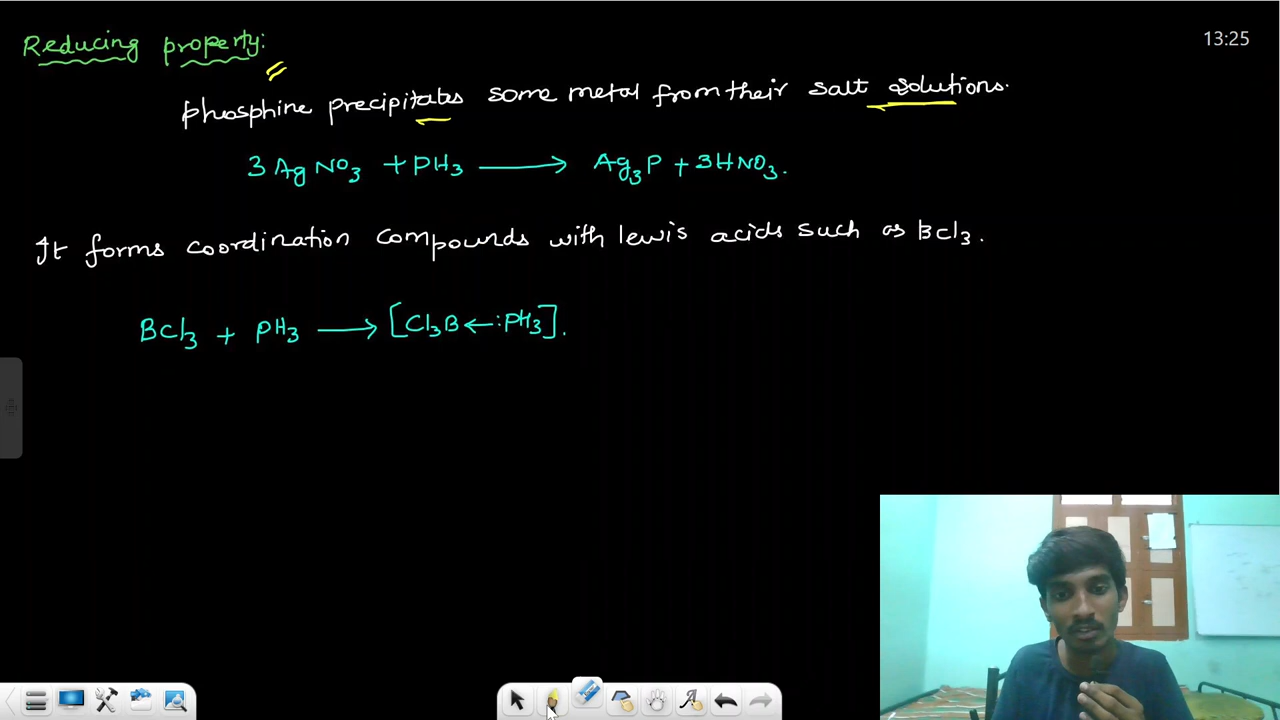 Reducing property:
13:25
phosphine precipitates some metal from their salt solutions.
3AgNO₃ + PH₃ ⟶ Ag₃P + 3HNO₃.
It forms coordination compounds with lewis acids such as Bcl₃.
BCl₃ + PH₃ ⟶ [Cl₃B←:PH₃].